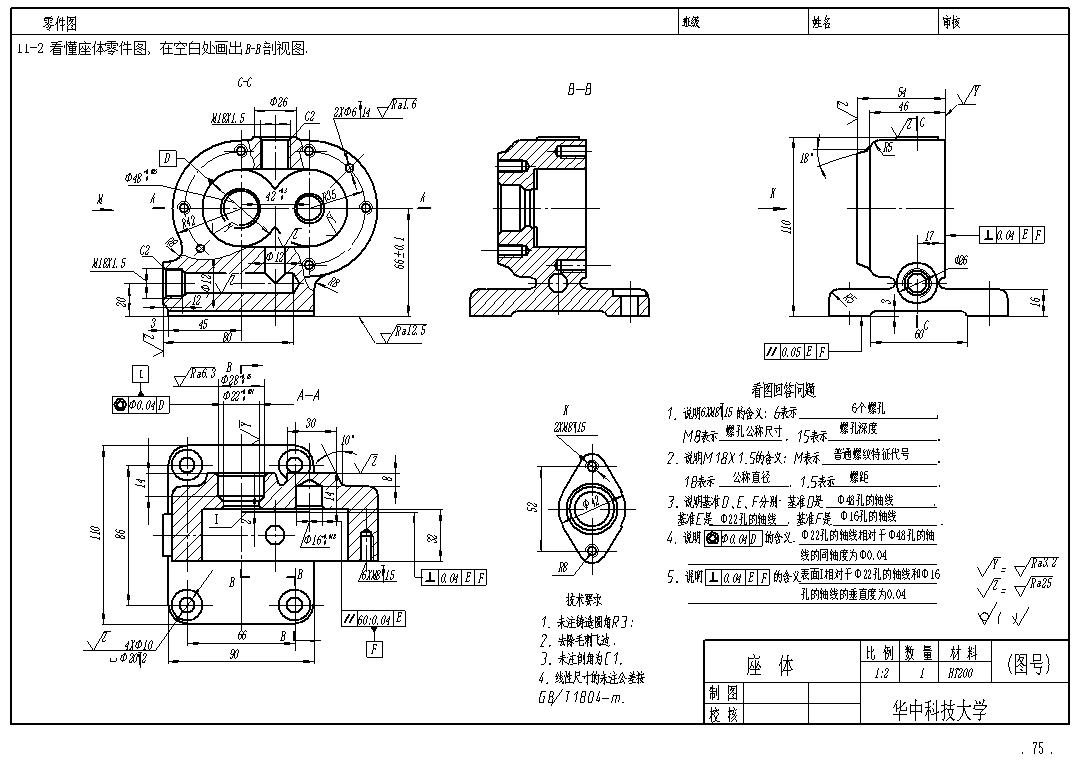 零件图
班级
姓名
审核
11-2 看懂座体零件图，在空白处画出B-B剖视图.
C-C
Φ26
M18X1.5
C2
2XΦ6 14
Ra1.6
D
M
A
A
R42
42
R35
Φ12
Φ12
C2
M18X1.5
20
3
12
45
80
R8
66±0.1
Ra12.5
B-B
54
46
C
R5
18°
K
110
17
⊥ 0.04 E F
Φ26
R5
3
16
60
C
// 0.05 E F
Ra6.3
B
A-A
Φ0.04 D
30
10°
14
14
8
110
86
I
32
B
B
6XM8 15
⊥ 0.04 E F
// 60:0.04 E
F
66
B
90
4XΦ10
K
2XM8 15
52
Φ42
R8
技术要求
1. 未注铸造圆角R3;
2. 去除毛刺飞边.
3. 未注倒角为C1.
4. 线性尺寸的未注公差按
GB/T1804-m.
看图回答问题
1. 说明6XM8 15 的含义: 6表示 6个螺孔 .
M8表示 螺孔公称尺寸 . 15表示 螺孔深度 .
2. 说明M18X1.5的含义: M表示 普通螺纹特征代号 .
18表示 公称直径 . 1.5表示 螺距 .
3. 说明基准D、E、F分别: 基准D是 Φ48孔的轴线 .
基准E是 Φ22孔的轴线 . 基准F是 Φ16孔的轴线 .
4. 说明 Φ0.04 D 的含义. Φ22孔的轴线相对于Φ48孔的轴
线的同轴度为Φ0.04
5. 说明 ⊥ 0.04 E F 的含义 表面I相对于Φ22孔的轴线和Φ16
孔的轴线的垂直度为0.04
Y = Ra3.2
Z = Ra25
座 体
比 例
数 量
材 料
(图号)
1:2
1
HT200
制 图
校 核
华中科技大学
. 75 .